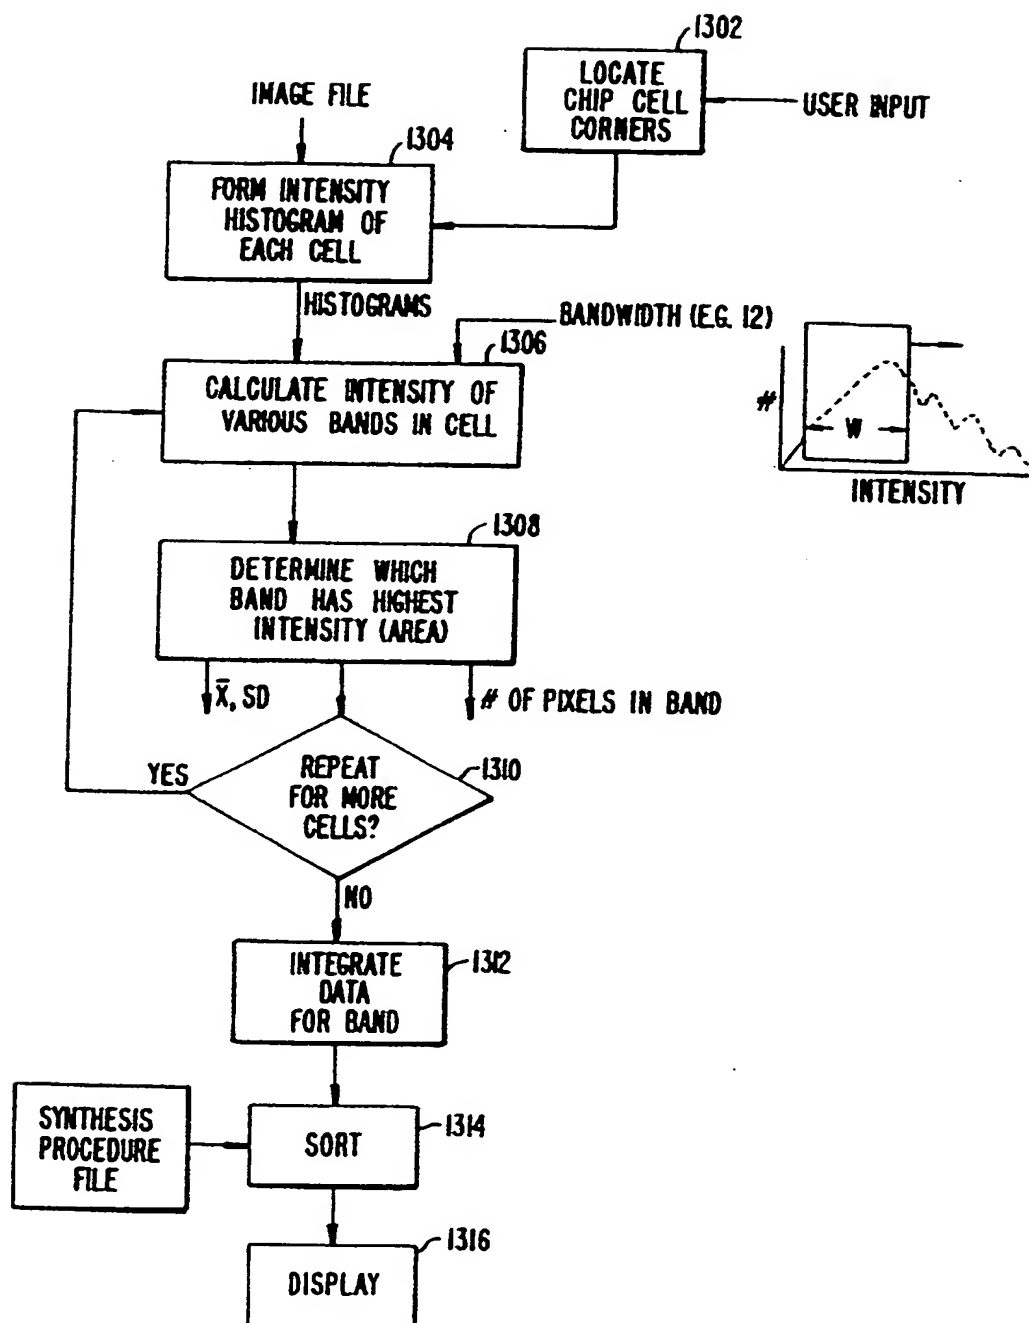 1302
LOCATE
CHIP CELL
CORNERS
USER INPUT
IMAGE FILE
1304
FORM INTENSITY
HISTOGRAM OF
EACH CELL
HISTOGRAMS
BANDWIDTH (E.G. 12)
1306
CALCULATE INTENSITY OF
VARIOUS BANDS IN CELL
#
W
INTENSITY
1308
DETERMINE WHICH
BAND HAS HIGHEST
INTENSITY (AREA)
X̄, SD
# OF PIXELS IN BAND
YES
REPEAT
FOR MORE
CELLS?
1310
NO
INTEGRATE
DATA
FOR BAND
1312
SYNTHESIS
PROCEDURE
FILE
SORT
1314
DISPLAY
1316